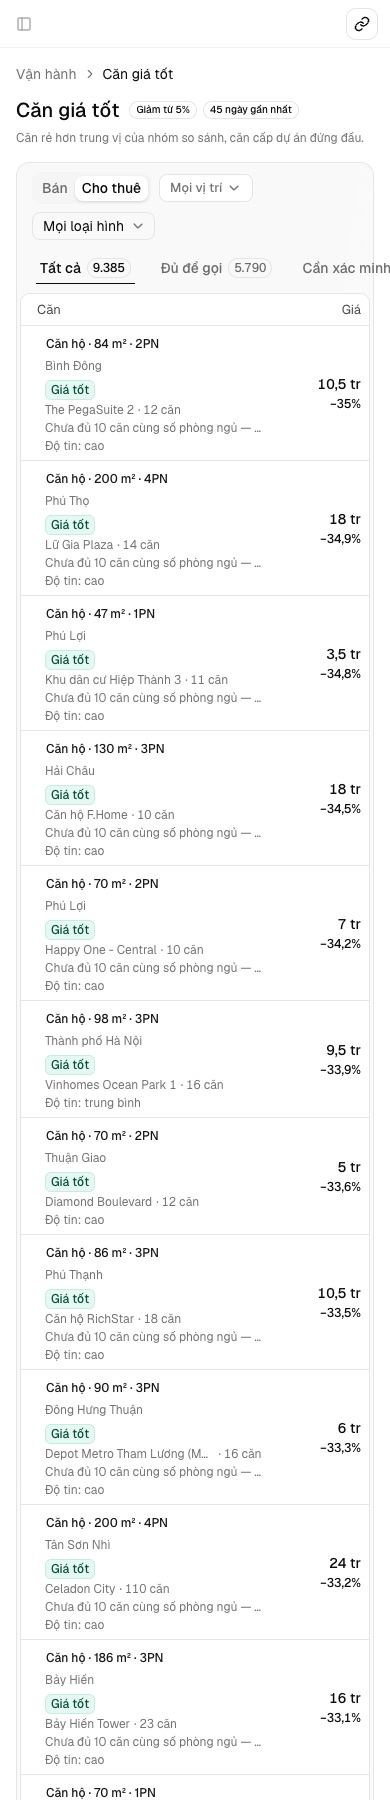 Vận hành > Căn giá tốt
Căn giá tốt Giảm từ 5% 45 ngày gần nhất
Căn rẻ hơn trung vị của nhóm so sánh, căn cấp dự án đứng đầu.
Bán Cho thuê Mọi vị trí
Mọi loại hình
Tất cả 9.385 Đủ để gọi 5.790 Cần xác minh
Căn Giá
Căn hộ · 84 m² · 2PN
Bình Đông
Giá tốt
10,5 tr
−35%
The PegaSuite 2 · 12 căn
Chưa đủ 10 căn cùng số phòng ngủ — ...
Độ tin: cao
Căn hộ · 200 m² · 4PN
Phú Thọ
Giá tốt
18 tr
−34,9%
Lữ Gia Plaza · 14 căn
Chưa đủ 10 căn cùng số phòng ngủ — ...
Độ tin: cao
Căn hộ · 47 m² · 1PN
Phú Lợi
Giá tốt
3,5 tr
−34,8%
Khu dân cư Hiệp Thành 3 · 11 căn
Chưa đủ 10 căn cùng số phòng ngủ — ...
Độ tin: cao
Căn hộ · 130 m² · 3PN
Hải Châu
Giá tốt
18 tr
−34,5%
Căn hộ F.Home · 10 căn
Chưa đủ 10 căn cùng số phòng ngủ — ...
Độ tin: cao
Căn hộ · 70 m² · 2PN
Phú Lợi
Giá tốt
7 tr
−34,2%
Happy One - Central · 10 căn
Chưa đủ 10 căn cùng số phòng ngủ — ...
Độ tin: cao
Căn hộ · 98 m² · 3PN
Thành phố Hà Nội
Giá tốt
9,5 tr
−33,9%
Vinhomes Ocean Park 1 · 16 căn
Độ tin: trung bình
Căn hộ · 70 m² · 2PN
Thuận Giao
Giá tốt
5 tr
−33,6%
Diamond Boulevard · 12 căn
Độ tin: cao
Căn hộ · 86 m² · 3PN
Phú Thạnh
Giá tốt
10,5 tr
−33,5%
Căn hộ RichStar · 18 căn
Chưa đủ 10 căn cùng số phòng ngủ — ...
Độ tin: cao
Căn hộ · 90 m² · 3PN
Đông Hưng Thuận
Giá tốt
6 tr
−33,3%
Depot Metro Tham Lương (M... · 16 căn
Chưa đủ 10 căn cùng số phòng ngủ — ...
Độ tin: cao
Căn hộ · 200 m² · 4PN
Tân Sơn Nhì
Giá tốt
24 tr
−33,2%
Celadon City · 110 căn
Chưa đủ 10 căn cùng số phòng ngủ — ...
Độ tin: cao
Căn hộ · 186 m² · 3PN
Bảy Hiền
Giá tốt
16 tr
−33,1%
Bảy Hiền Tower · 23 căn
Chưa đủ 10 căn cùng số phòng ngủ — ...
Độ tin: cao
Căn hộ · 70 m² · 1PN